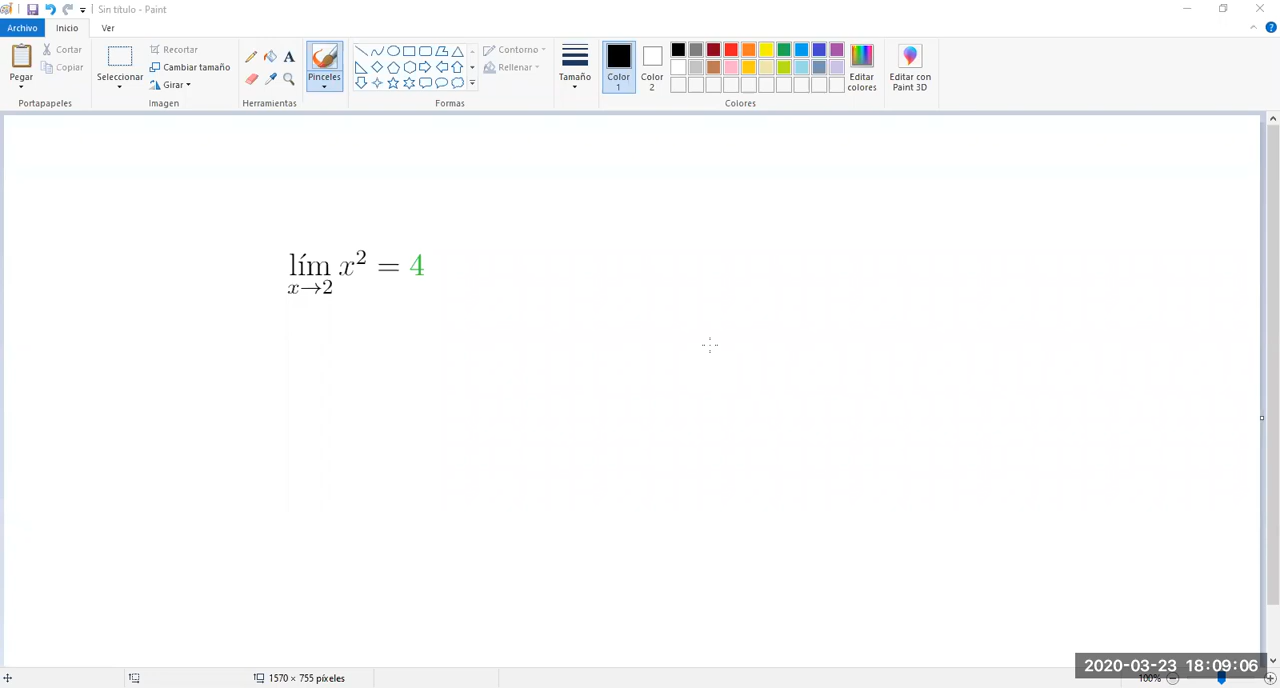 Sin título - Paint
Archivo Inicio Ver
Pegar
Cortar
Copiar
Portapapeles
Seleccionar
Recortar
Cambiar tamaño
Girar
Imagen
A
Herramientas
Pinceles
Formas
Contorno
Rellenar
Tamaño
Color 1
Color 2
Colores
Editar colores
Editar con Paint 3D
lím x² = 4
x→2
1570 × 755 píxeles
100%
2020-03-23 18:09:06